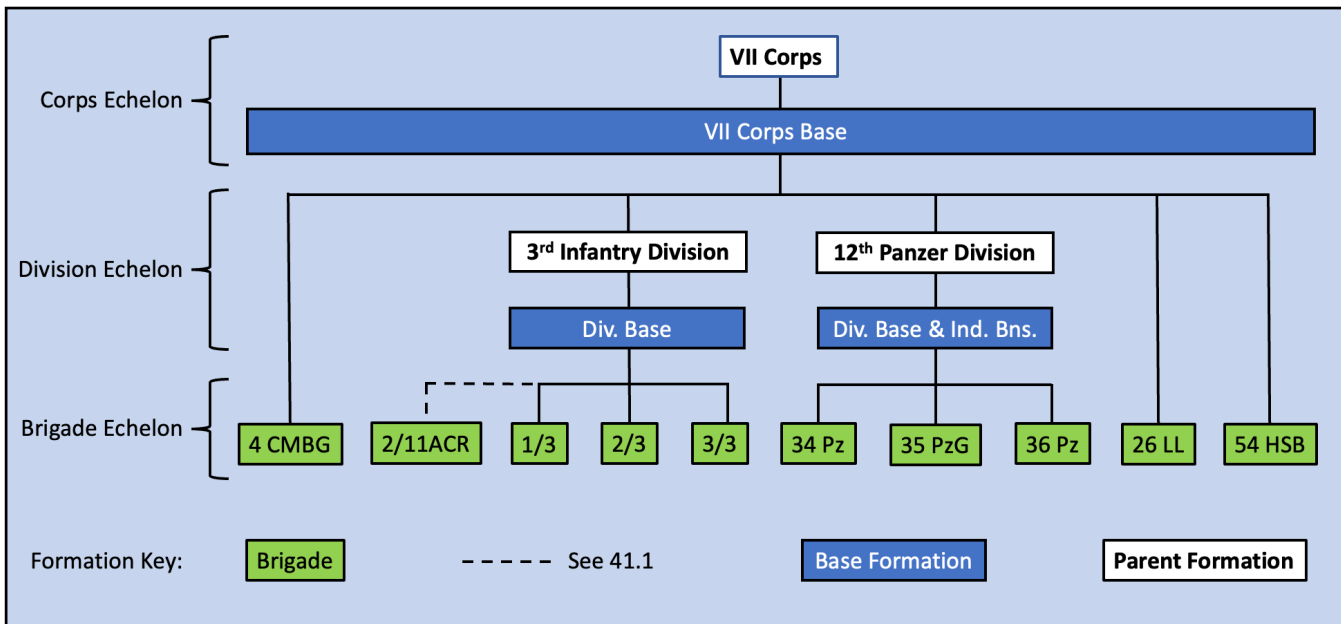 VII Corps
Corps Echelon
VII Corps Base
3rd Infantry Division
12th Panzer Division
Division Echelon
Div. Base
Div. Base & Ind. Bns.
Brigade Echelon
4 CMBG
2/11ACR
1/3
2/3
3/3
34 Pz
35 PzG
36 Pz
26 LL
54 HSB
Formation Key:
Brigade
See 41.1
Base Formation
Parent Formation